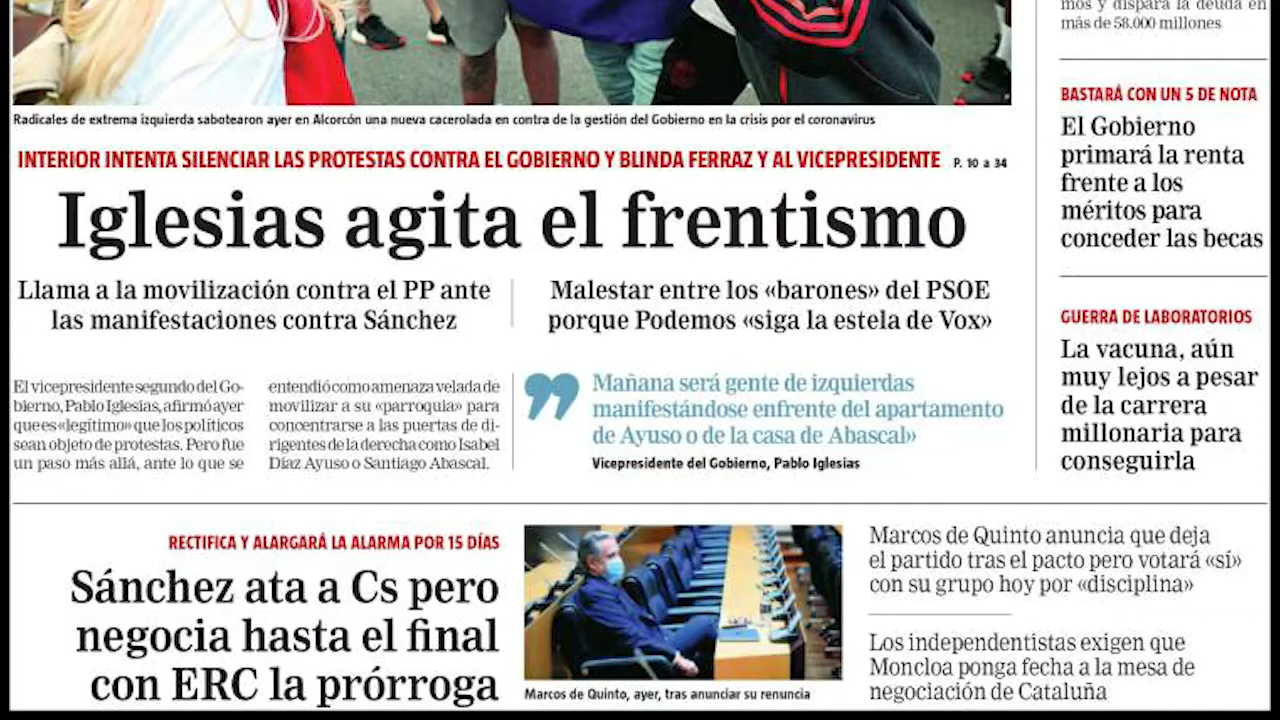 mos y dispara la deuda en
más de 58.000 millones
Radicales de extrema izquierda sabotearon ayer en Alcorcón una nueva cacerolada en contra de la gestión del Gobierno en la crisis por el coronavirus
INTERIOR INTENTA SILENCIAR LAS PROTESTAS CONTRA EL GOBIERNO Y BLINDA FERRAZ Y AL VICEPRESIDENTE P. 10 a 34
Iglesias agita el frentismo
Llama a la movilización contra el PP ante
las manifestaciones contra Sánchez
Malestar entre los «barones» del PSOE
porque Podemos «siga la estela de Vox»
El vicepresidente segundo del Go-
bierno, Pablo Iglesias, afirmó ayer
que es «legítimo» que los políticos
sean objeto de protestas. Pero fue
un paso más allá, ante lo que se
entendió como amenaza velada de
movilizar a su «parroquia» para
concentrarse a las puertas de di-
rigentes de la derecha como Isabel
Díaz Ayuso o Santiago Abascal.
Mañana será gente de izquierdas
manifestándose enfrente del apartamento
de Ayuso o de la casa de Abascal»
Vicepresidente del Gobierno, Pablo Iglesias
BASTARÁ CON UN 5 DE NOTA
El Gobierno
primará la renta
frente a los
méritos para
conceder las becas
GUERRA DE LABORATORIOS
La vacuna, aún
muy lejos a pesar
de la carrera
millonaria para
conseguirla
RECTIFICA Y ALARGARÁ LA ALARMA POR 15 DÍAS
Sánchez ata a Cs pero
negocia hasta el final
con ERC la prórroga
Marcos de Quinto, ayer, tras anunciar su renuncia
Marcos de Quinto anuncia que deja
el partido tras el pacto pero votará «sí»
con su grupo hoy por «disciplina»
Los independentistas exigen que
Moncloa ponga fecha a la mesa de
negociación de Cataluña